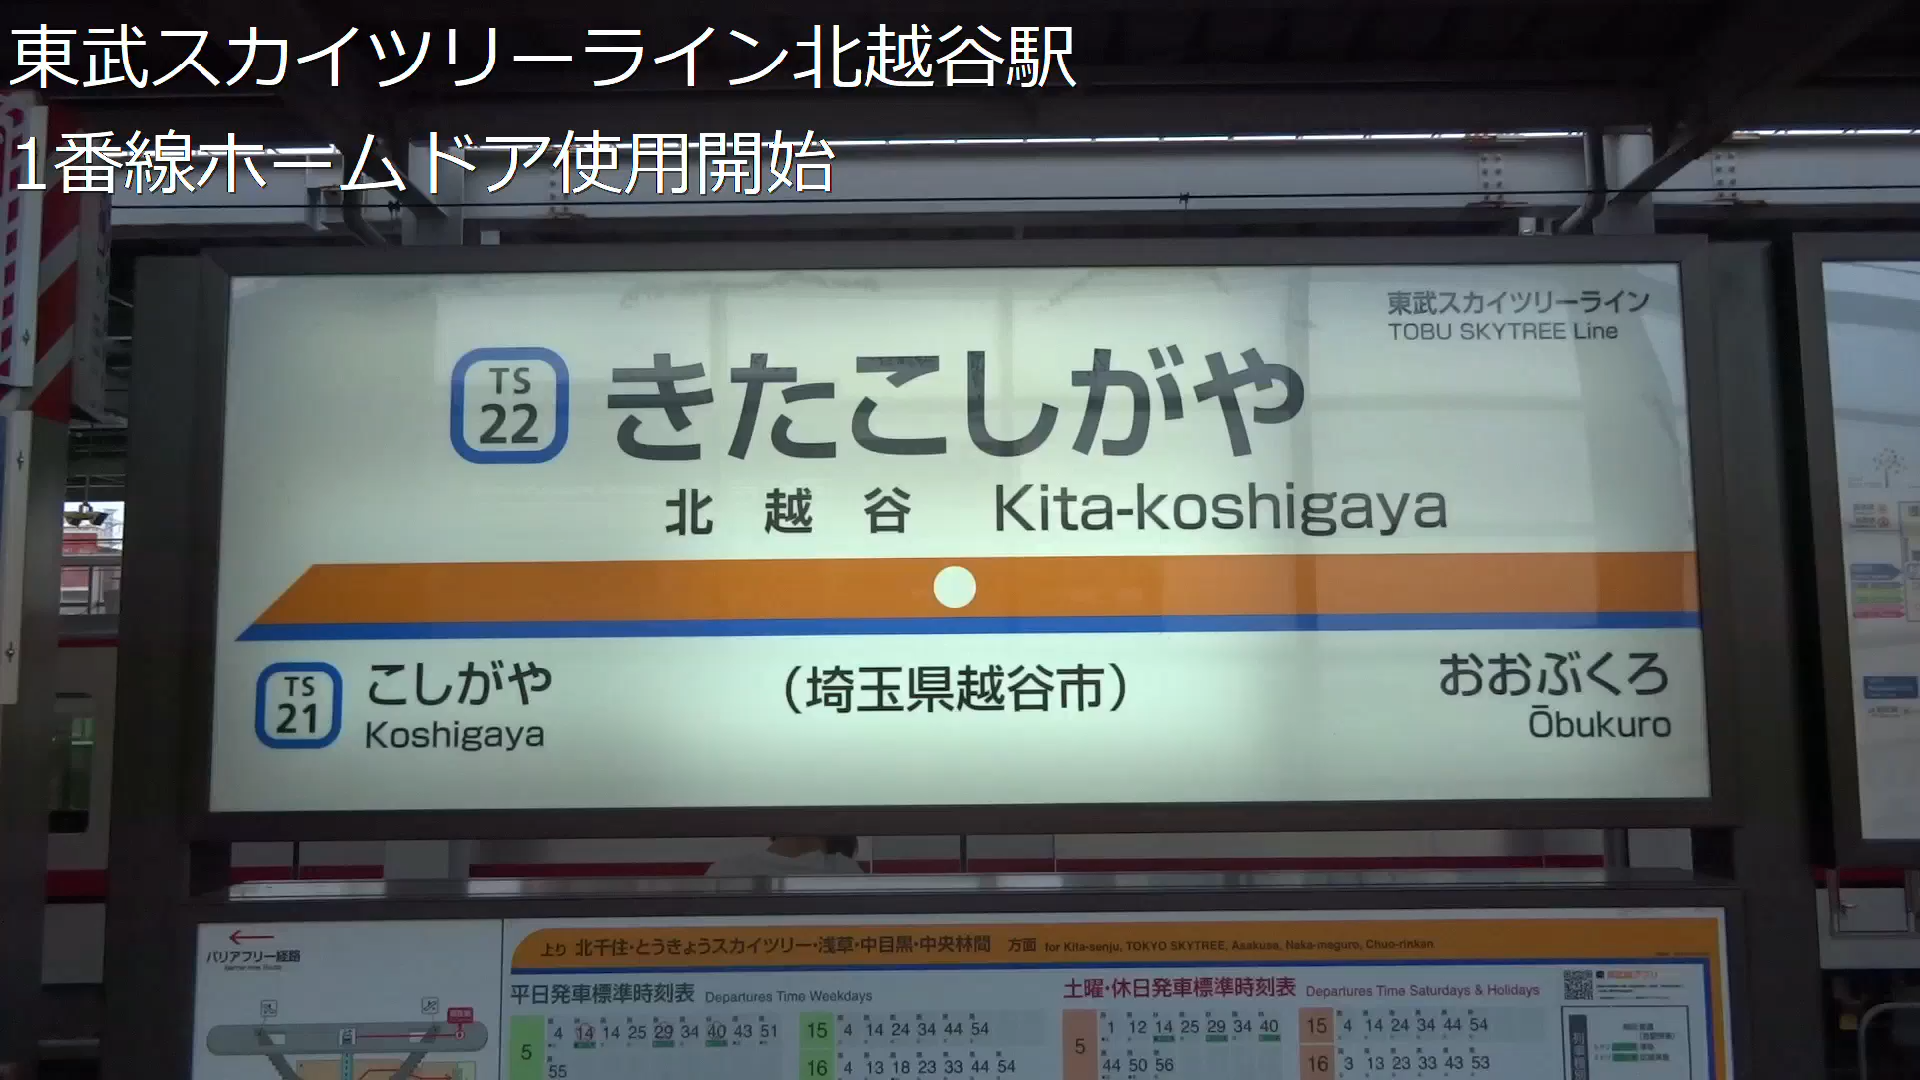 東武スカイツリーライン北越谷駅
1番線ホームドア使用開始
東武スカイツリーライン
TOBU SKYTREE Line
TS
22
きたこしがや
北越谷 Kita-koshigaya
TS
21
こしがや
Koshigaya
(埼玉県越谷市)
おおぶくろ
Ōbukuro
バリアフリー経路
上り 北千住・とうきょうスカイツリー・浅草・中目黒・中央林間 方面 for Kita-senju, TOKYO SKYTREE, Asakusa, Naka-meguro, Chuo-rinkan
平日発車標準時刻表 Departures Time Weekdays
5 4 14 14 25 29 34 40 43 51
55
15 4 14 24 34 44 54
16 4 13 18 23 33 44 54
土曜・休日発車標準時刻表 Departures Time Saturdays & Holidays
5 1 12 14 25 29 34 40
44 50 56
15 4 14 24 34 44 54
16 3 13 23 33 43 53